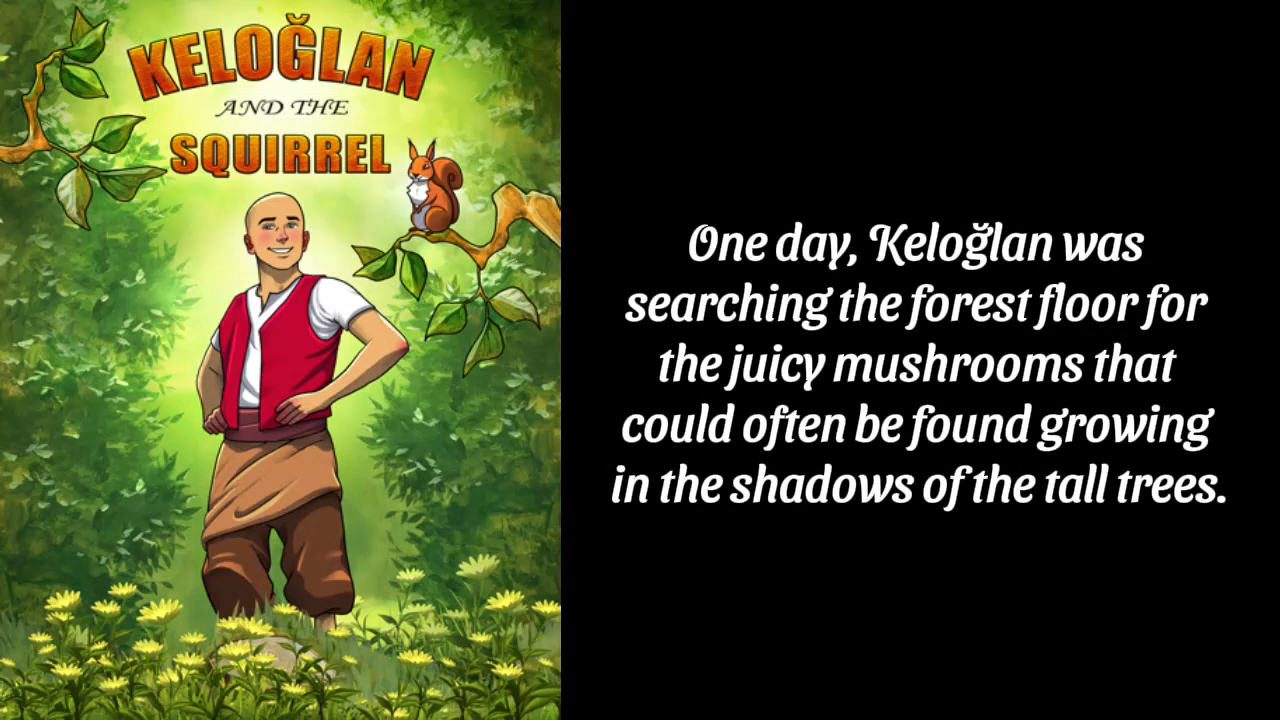 KELOĞLAN
AND THE
SQUIRREL
One day, Keloğlan was
searching the forest floor for
the juicy mushrooms that
could often be found growing
in the shadows of the tall trees.